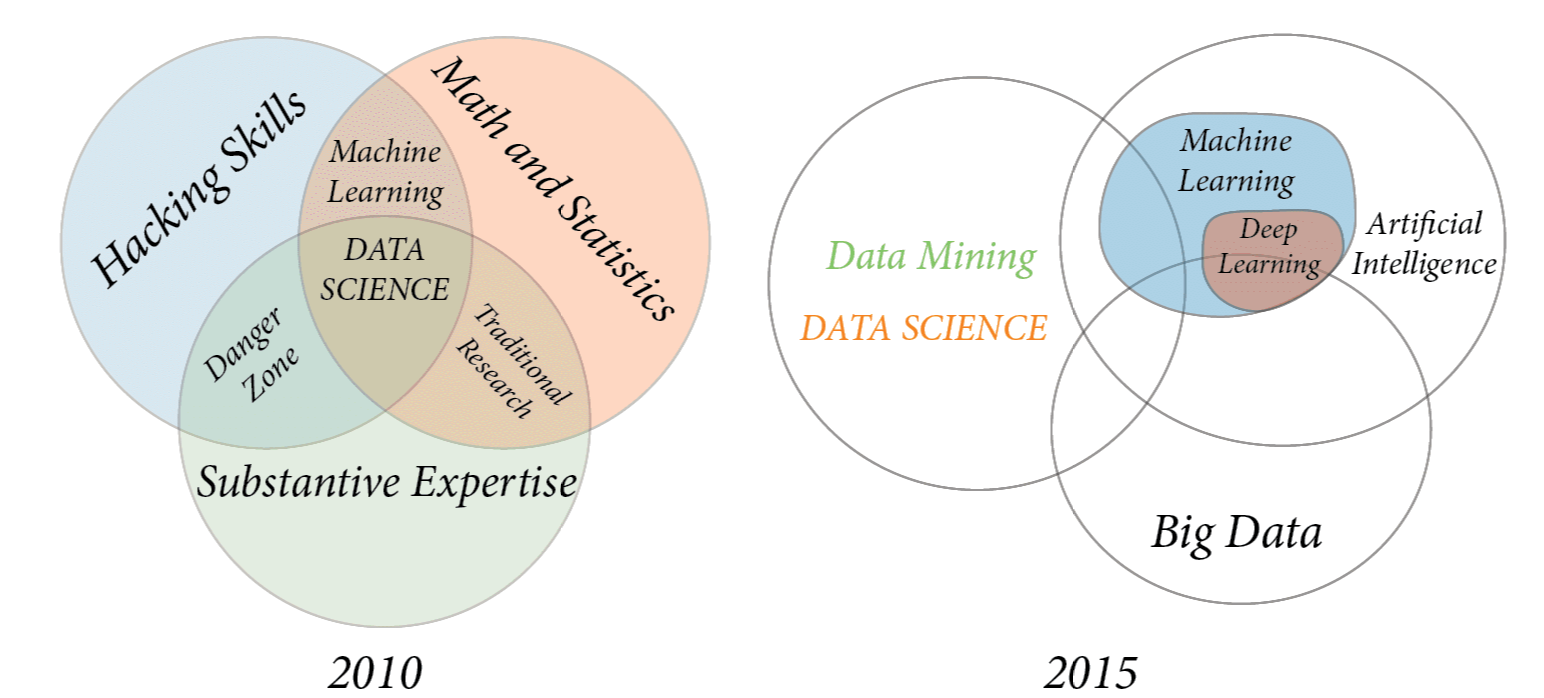 Hacking Skills
Math and Statistics
Machine
Learning
DATA
SCIENCE
Danger
Zone
Traditional
Research
Substantive Expertise
2010
Machine
Learning
Deep
Learning
Artificial
Intelligence
Data Mining
DATA SCIENCE
Big Data
2015